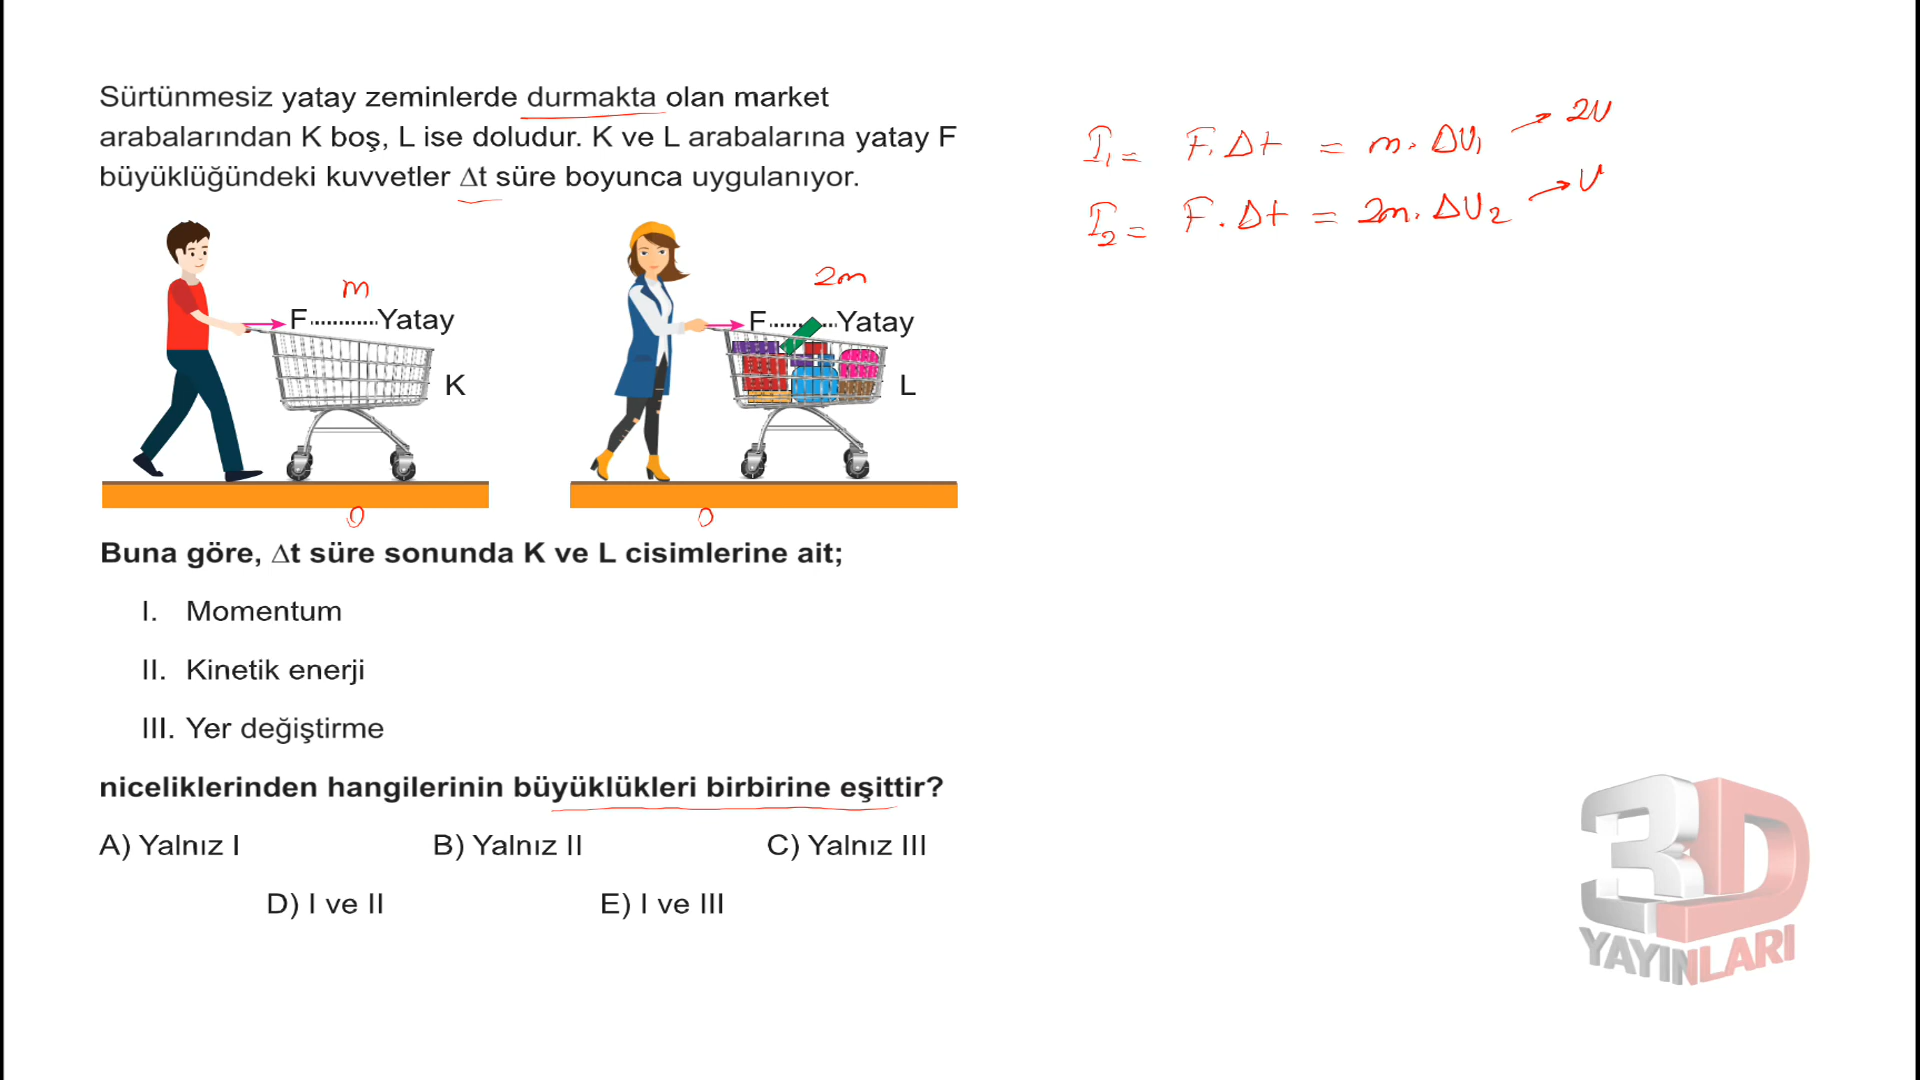 Sürtünmesiz yatay zeminlerde durmakta olan market
arabalarından K boş, L ise doludur. K ve L arabalarına yatay F
büyüklüğündeki kuvvetler Δt süre boyunca uygulanıyor.
I₁ = F.Δt = m.Δυ₁ → 2υ
I₂ = F.Δt = 2m.Δυ₂ → υ
m
2m
F...........Yatay
F...........Yatay
K
L
0
0
Buna göre, Δt süre sonunda K ve L cisimlerine ait;
I. Momentum
II. Kinetik enerji
III. Yer değiştirme
niceliklerinden hangilerinin büyüklükleri birbirine eşittir?
A) Yalnız I B) Yalnız II C) Yalnız III
D) I ve II E) I ve III
3D
YAYINLARI